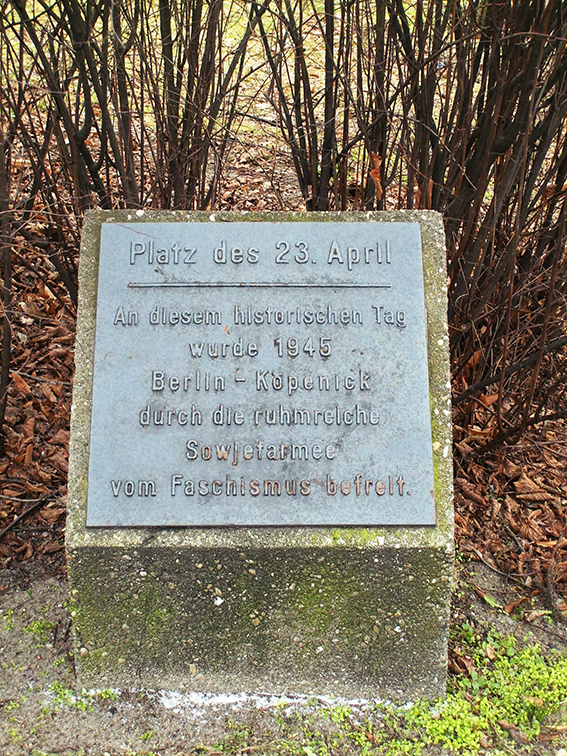 Platz des 23. April
An diesem historischen Tag
wurde 1945
Berlin - Köpenick
durch die ruhmreiche
Sowjetarmee
vom Faschismus befreit.